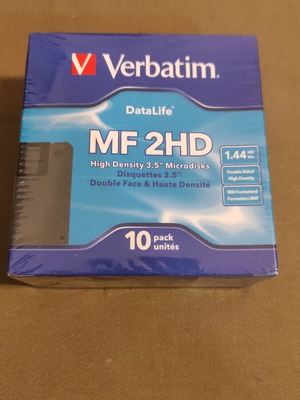 Verbatim.
DataLife®
MF 2HD
High Density 3.5" Microdisks
Disquettes 3.5"
Double Face & Haute Densité
1.44
Double Sided
High Density
IBM Formatted
Formatées IBM
10 pack
unités